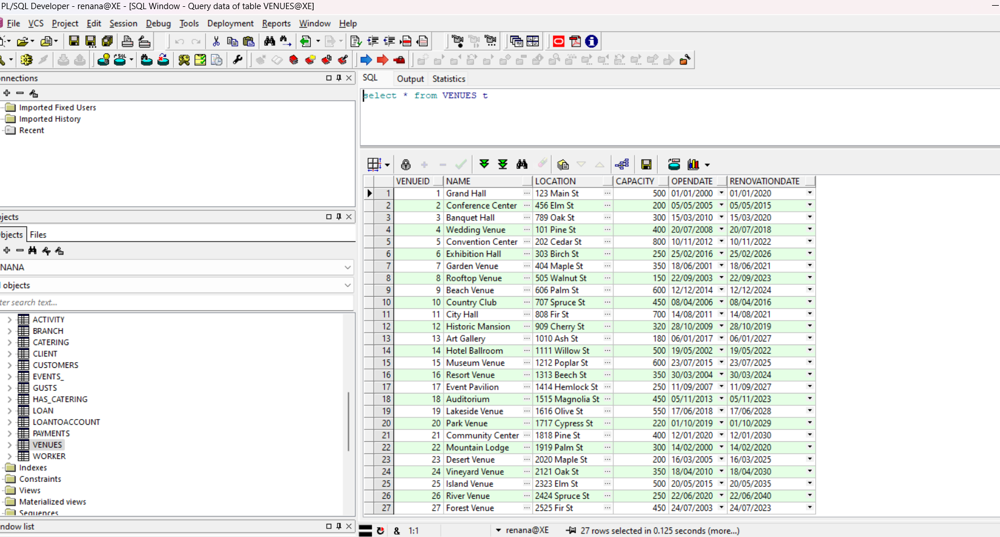 PL/SQL Developer - renana@XE - [SQL Window - Query data of table VENUES@XE]
File VCS Project Edit Session Debug Tools Deployment Reports Window Help
nnections
Imported Fixed Users
Imported History
Recent
jects
bjects Files
NANA
l objects
ter search text...
ACTIVITY
BRANCH
CATERING
CLIENT
CUSTOMERS
EVENTS_
GUSTS
HAS_CATERING
LOAN
LOANTOACCOUNT
PAYMENTS
VENUES
WORKER
Indexes
Constraints
Views
Materialized views
Sequences
ndow list
SQL Output Statistics
select * from VENUES t
VENUEID NAME LOCATION CAPACITY OPENDATE RENOVATIONDATE
1 1 Grand Hall ... 123 Main St ... 500 01/01/2000 01/01/2020
2 2 Conference Center ... 456 Elm St ... 200 05/05/2005 05/05/2015
3 3 Banquet Hall ... 789 Oak St ... 300 15/03/2010 15/03/2020
4 4 Wedding Venue ... 101 Pine St ... 400 20/07/2008 20/07/2018
5 5 Convention Center ... 202 Cedar St ... 800 10/11/2012 10/11/2022
6 6 Exhibition Hall ... 303 Birch St ... 250 25/02/2016 25/02/2026
7 7 Garden Venue ... 404 Maple St ... 350 18/06/2001 18/06/2021
8 8 Rooftop Venue ... 505 Walnut St ... 150 22/09/2003 22/09/2023
9 9 Beach Venue ... 606 Palm St ... 600 12/12/2014 12/12/2024
10 10 Country Club ... 707 Spruce St ... 450 08/04/2006 08/04/2016
11 11 City Hall ... 808 Fir St ... 700 14/08/2011 14/08/2021
12 12 Historic Mansion ... 909 Cherry St ... 320 28/10/2009 28/10/2019
13 13 Art Gallery ... 1010 Ash St ... 180 06/01/2017 06/01/2027
14 14 Hotel Ballroom ... 1111 Willow St ... 500 19/05/2002 19/05/2022
15 15 Museum Venue ... 1212 Poplar St ... 600 23/07/2015 23/07/2025
16 16 Resort Venue ... 1313 Beech St ... 350 30/03/2004 30/03/2024
17 17 Event Pavilion ... 1414 Hemlock St ... 250 11/09/2007 11/09/2027
18 18 Auditorium ... 1515 Magnolia St ... 450 05/11/2013 05/11/2023
19 19 Lakeside Venue ... 1616 Olive St ... 550 17/06/2018 17/06/2028
20 20 Park Venue ... 1717 Cypress St ... 220 01/10/2019 01/10/2029
21 21 Community Center ... 1818 Pine St ... 400 12/01/2020 12/01/2030
22 22 Mountain Lodge ... 1919 Palm St ... 300 14/02/2000 14/02/2020
23 23 Desert Venue ... 2020 Maple St ... 200 16/03/2005 16/03/2025
24 24 Vineyard Venue ... 2121 Oak St ... 350 18/04/2010 18/04/2030
25 25 Island Venue ... 2323 Elm St ... 500 20/05/2015 20/05/2035
26 26 River Venue ... 2424 Spruce St ... 250 22/06/2020 22/06/2040
27 27 Forest Venue ... 2525 Fir St ... 450 24/07/2003 24/07/2023
& 1:1 renana@XE 27 rows selected in 0.125 seconds (more...)